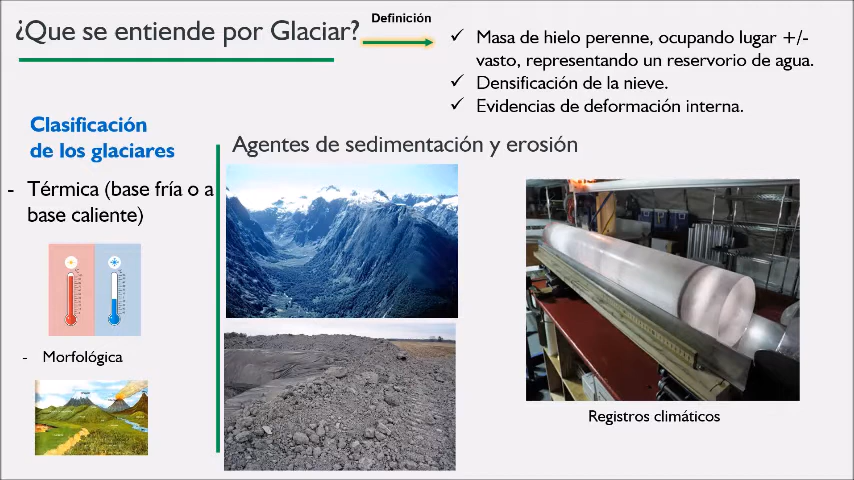 ¿Que se entiende por Glaciar?
Definición
✓ Masa de hielo perenne, ocupando lugar +/-
vasto, representando un reservorio de agua.
✓ Densificación de la nieve.
✓ Evidencias de deformación interna.
Clasificación
de los glaciares
- Térmica (base fría o a
base caliente)
- Morfológica
Agentes de sedimentación y erosión
Registros climáticos